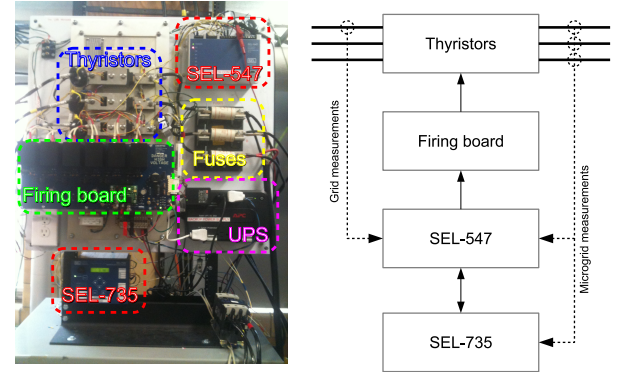 Thyristors
SEL-547
Fuses
Firing board
UPS
SEL-735
Thyristors
Firing board
SEL-547
SEL-735
Grid measurements
Microgrid measurements